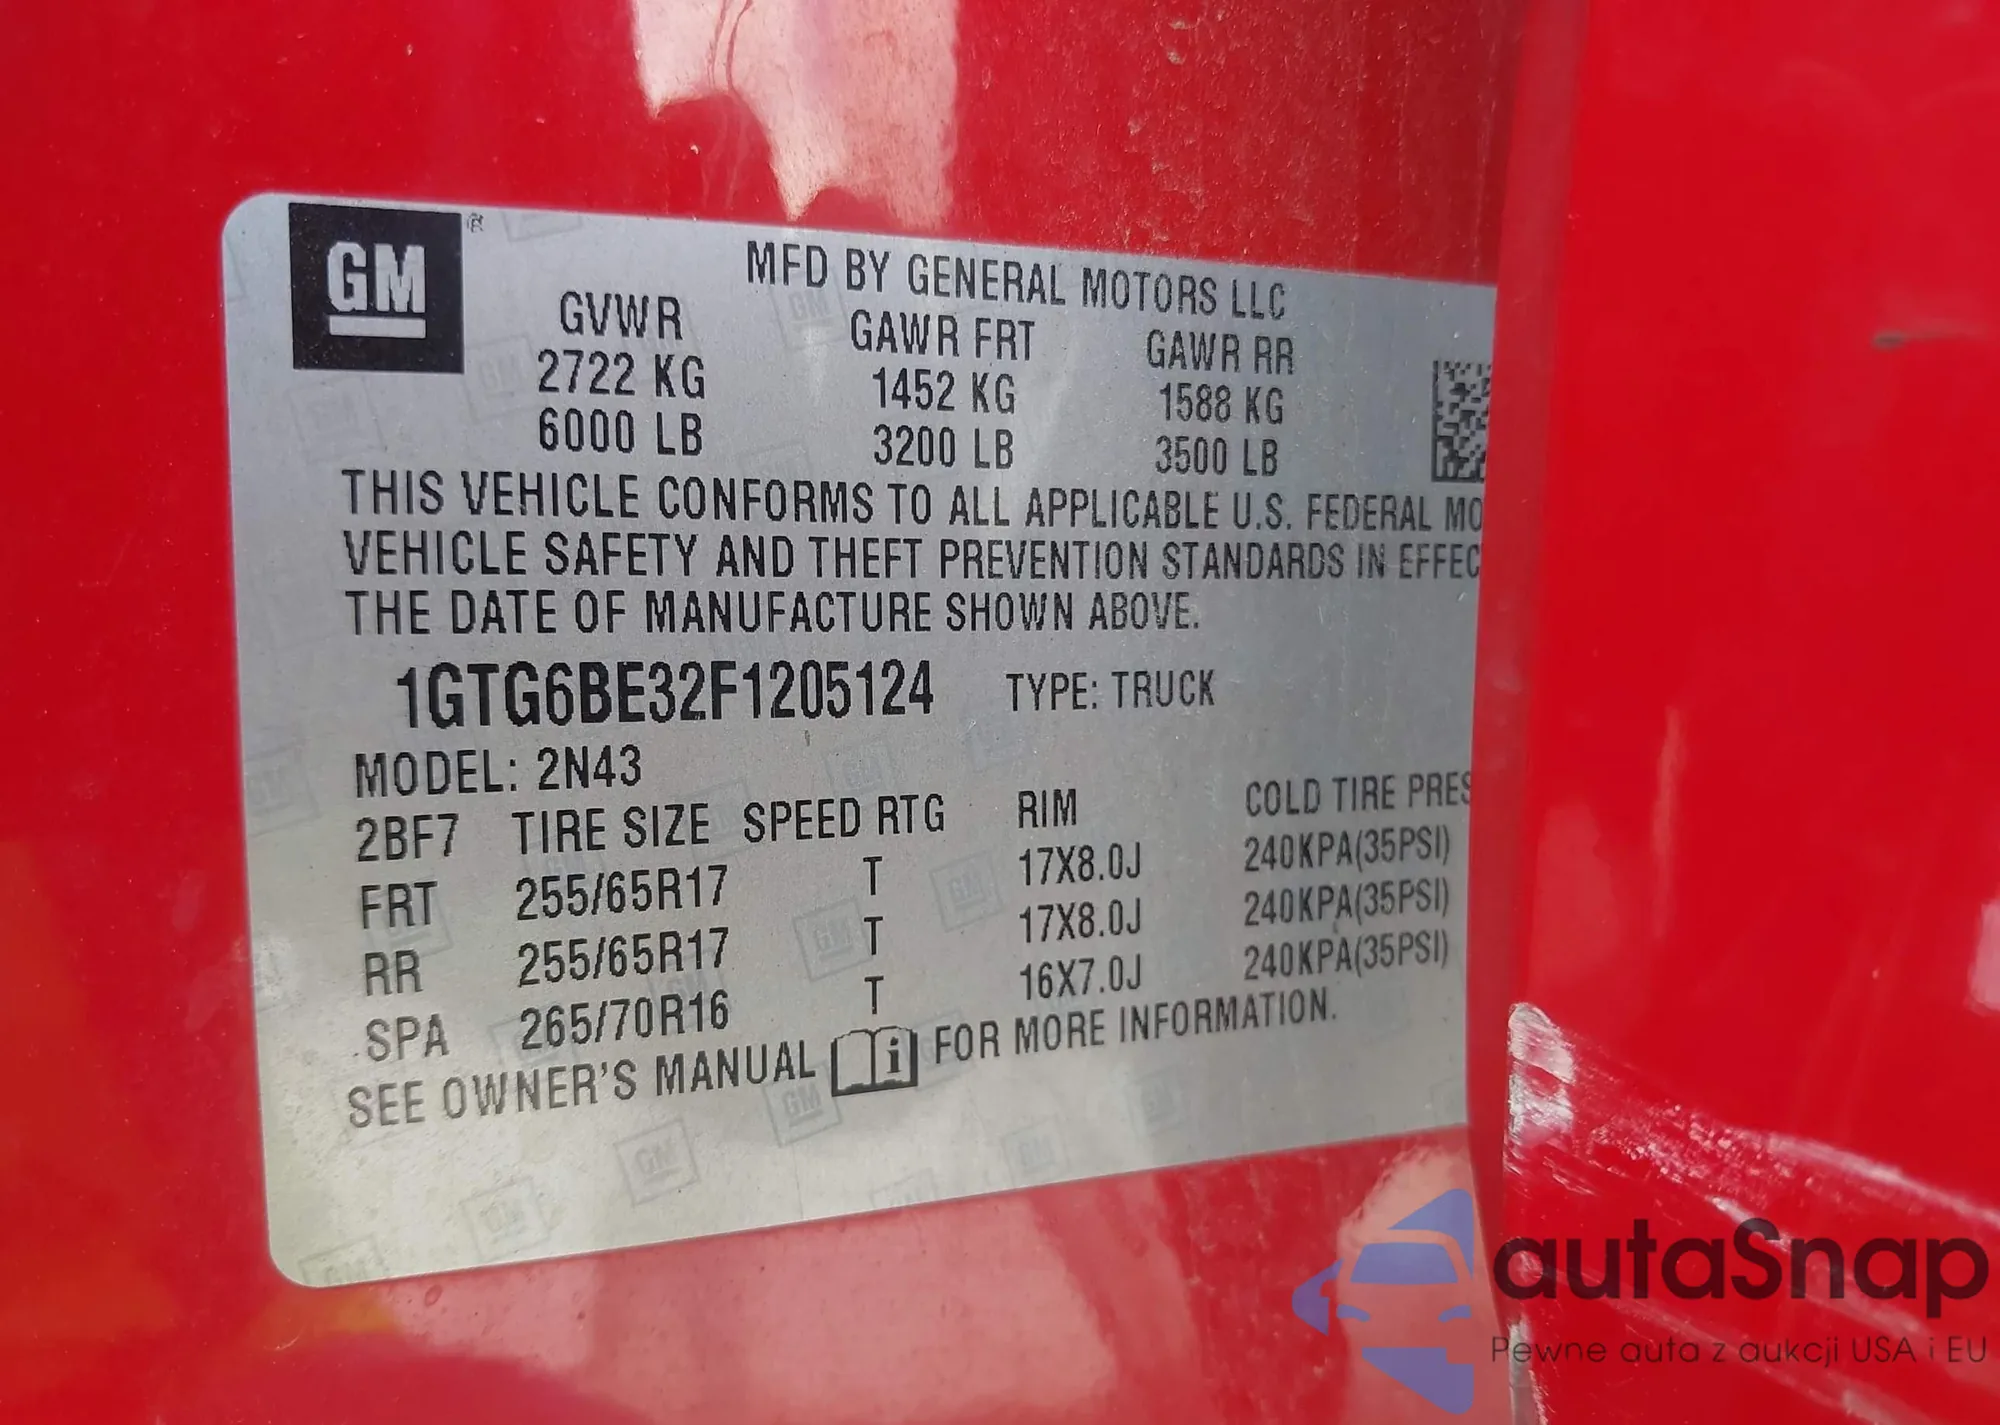 GM
MFD BY GENERAL MOTORS LLC
GVWR GAWR FRT GAWR RR
2722 KG 1452 KG 1588 KG
6000 LB 3200 LB 3500 LB
THIS VEHICLE CONFORMS TO ALL APPLICABLE U.S. FEDERAL MO
VEHICLE SAFETY AND THEFT PREVENTION STANDARDS IN EFFEC
THE DATE OF MANUFACTURE SHOWN ABOVE.
1GTG6BE32F1205124 TYPE: TRUCK
MODEL: 2N43
2BF7 TIRE SIZE SPEED RTG RIM COLD TIRE PRES
FRT 255/65R17 T 17X8.0J 240KPA(35PSI)
RR 255/65R17 T 17X8.0J 240KPA(35PSI)
SPA 265/70R16 T 16X7.0J 240KPA(35PSI)
SEE OWNER'S MANUAL i FOR MORE INFORMATION.
autaSnap
Pewne auta z aukcji USA i EU